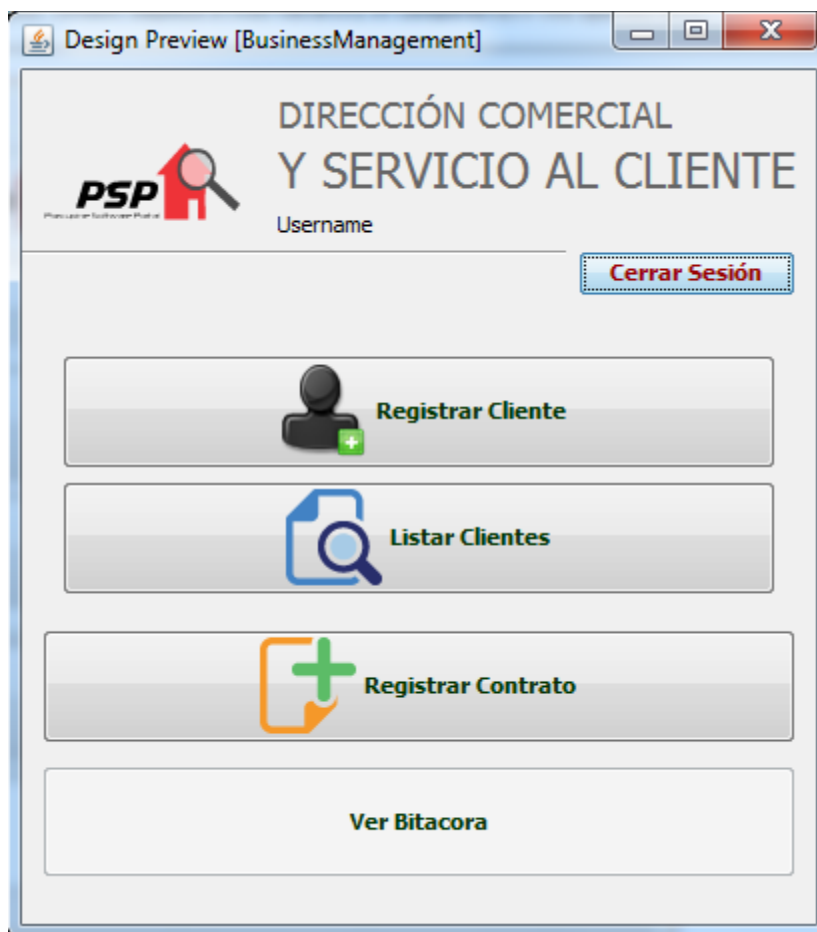 Design Preview [BusinessManagement]
DIRECCIÓN COMERCIAL
Y SERVICIO AL CLIENTE
PSP
Username
Cerrar Sesión
Registrar Cliente
Listar Clientes
Registrar Contrato
Ver Bitacora